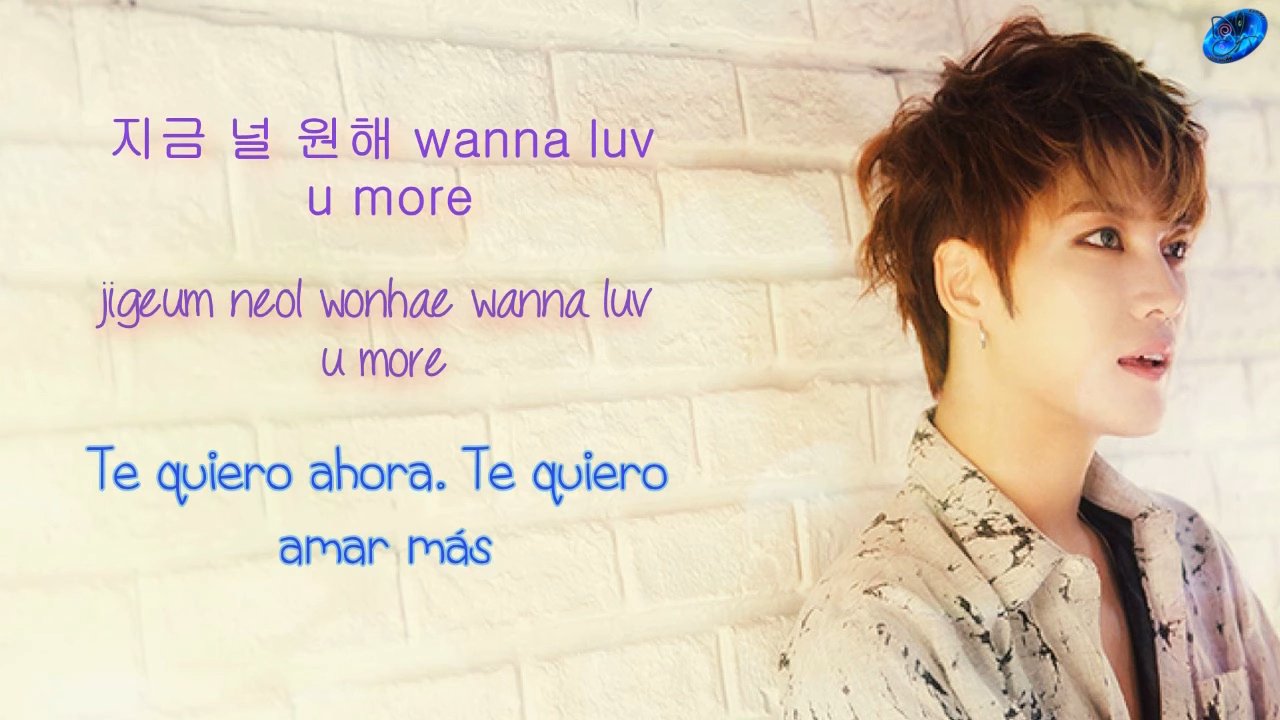 지금 널 원해 wanna luv
u more
jigeum neol wonhae wanna luv
u more
Te quiero ahora. Te quiero
amar más